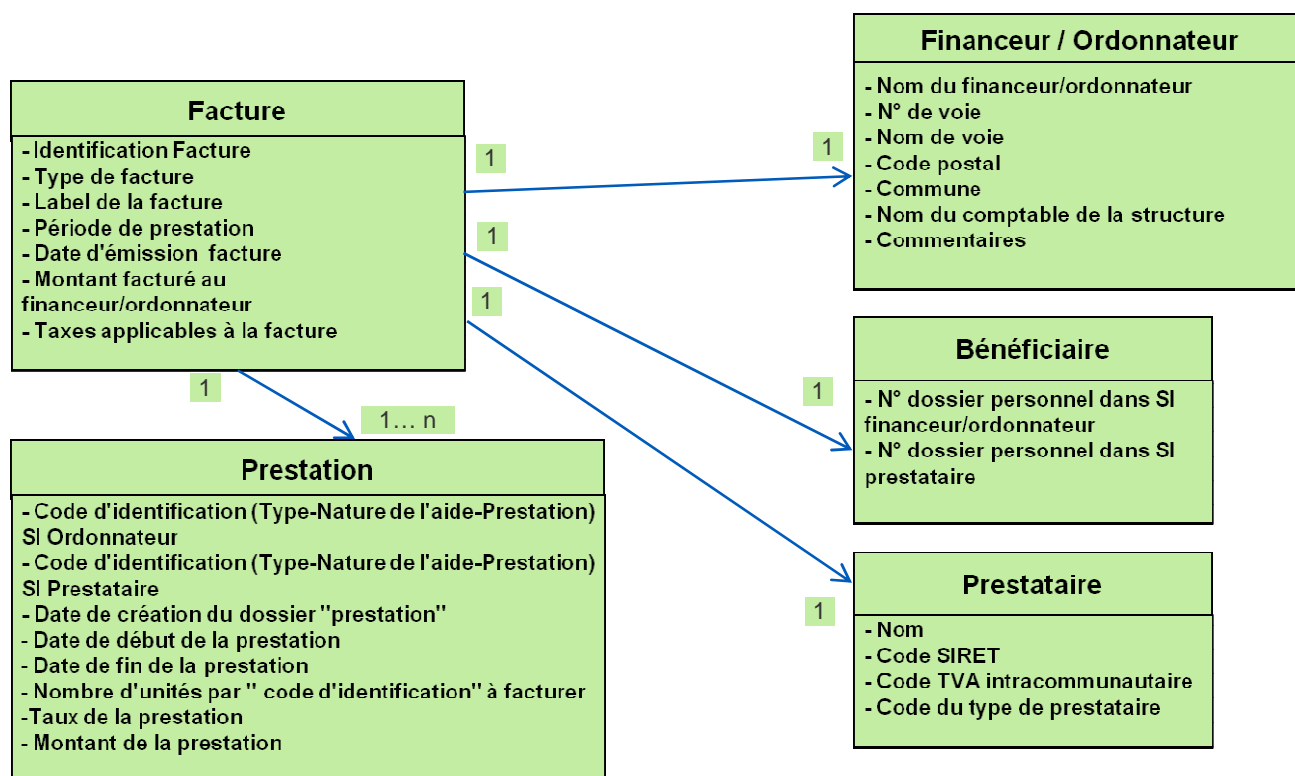 Facture
- Identification Facture
- Type de facture
- Label de la facture
- Période de prestation
- Date d'émission facture
- Montant facturé au
financeur/ordonnateur
- Taxes applicables à la facture
1
1
1
1
1... n
1
1
1
Financeur / Ordonnateur
- Nom du financeur/ordonnateur
- N° de voie
- Nom de voie
- Code postal
- Commune
- Nom du comptable de la structure
- Commentaires
Bénéficiaire
- N° dossier personnel dans SI
financeur/ordonnateur
- N° dossier personnel dans SI
prestataire
Prestation
- Code d'identification (Type-Nature de l'aide-Prestation)
SI Ordonnateur
- Code d'identification (Type-Nature de l'aide-Prestation)
SI Prestataire
- Date de création du dossier "prestation"
- Date de début de la prestation
- Date de fin de la prestation
- Nombre d'unités par " code d'identification" à facturer
-Taux de la prestation
- Montant de la prestation
Prestataire
- Nom
- Code SIRET
- Code TVA intracommunautaire
- Code du type de prestataire